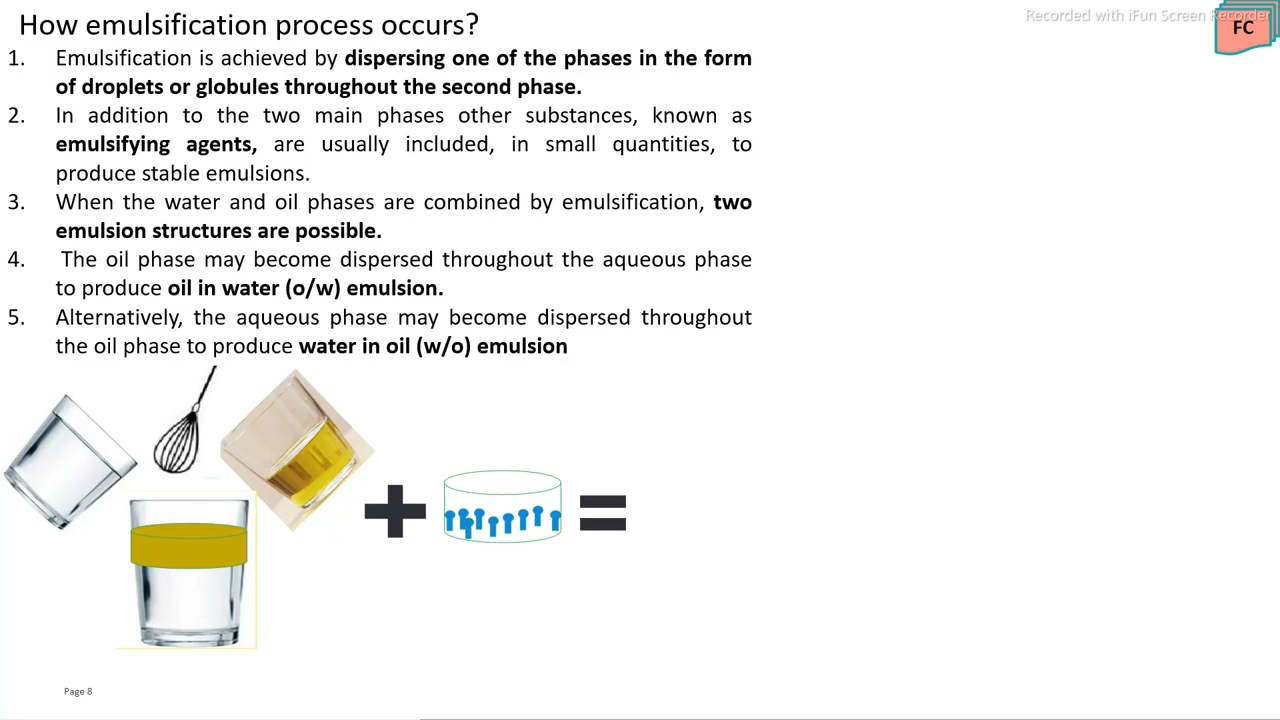 How emulsification process occurs?
Recorded with iFun Screen Recorder
FC
1. Emulsification is achieved by dispersing one of the phases in the form
of droplets or globules throughout the second phase.
2. In addition to the two main phases other substances, known as
emulsifying agents, are usually included, in small quantities, to
produce stable emulsions.
3. When the water and oil phases are combined by emulsification, two
emulsion structures are possible.
4. The oil phase may become dispersed throughout the aqueous phase
to produce oil in water (o/w) emulsion.
5. Alternatively, the aqueous phase may become dispersed throughout
the oil phase to produce water in oil (w/o) emulsion
Page 8